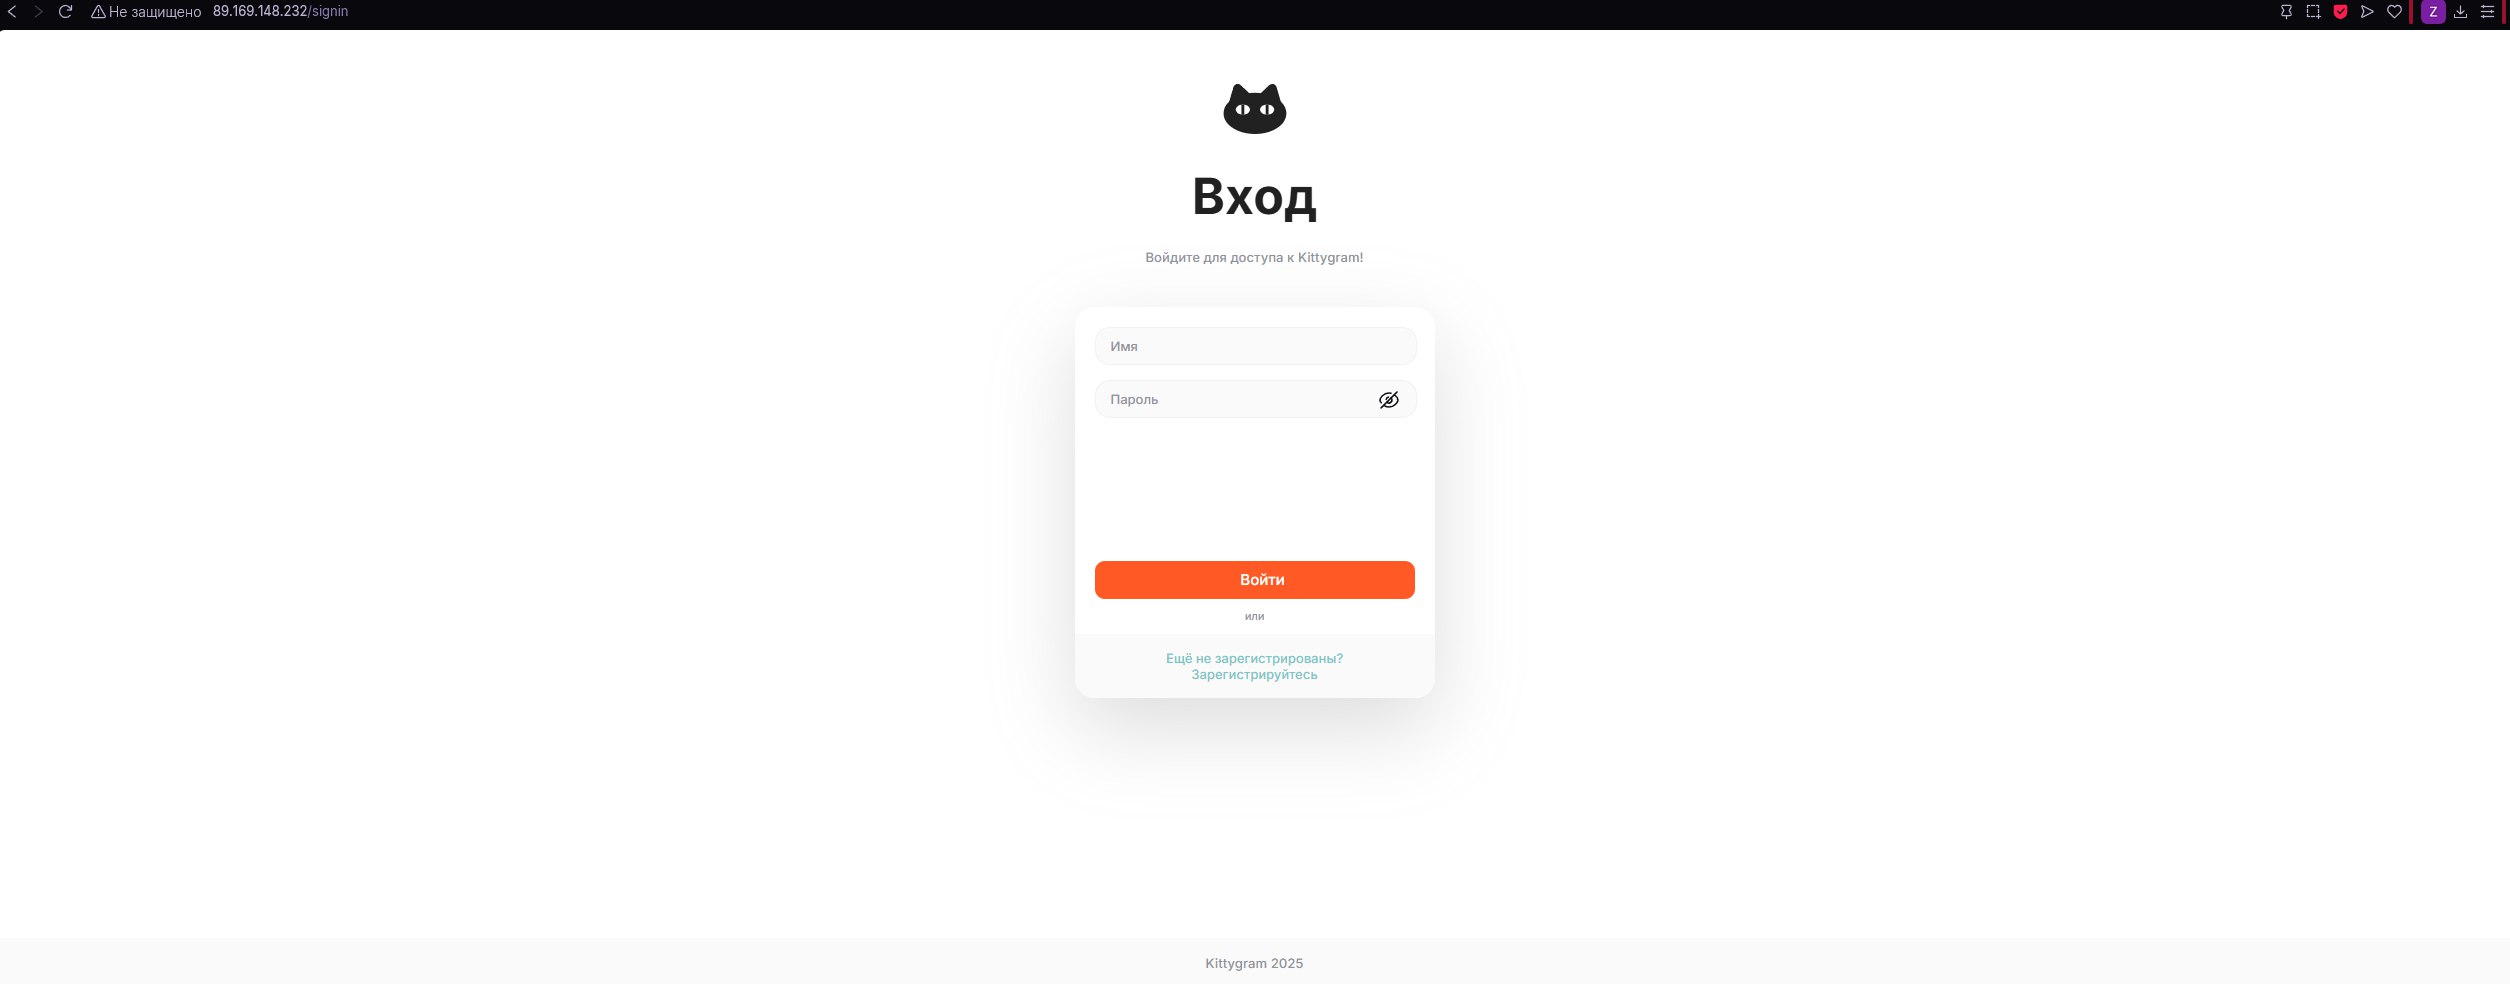 Не защищено 89.169.148.232/signin
Z
Вход
Войдите для доступа к Kittygram!
Имя
Пароль
Войти
или
Ещё не зарегистрированы?
Зарегистрируйтесь
Kittygram 2025